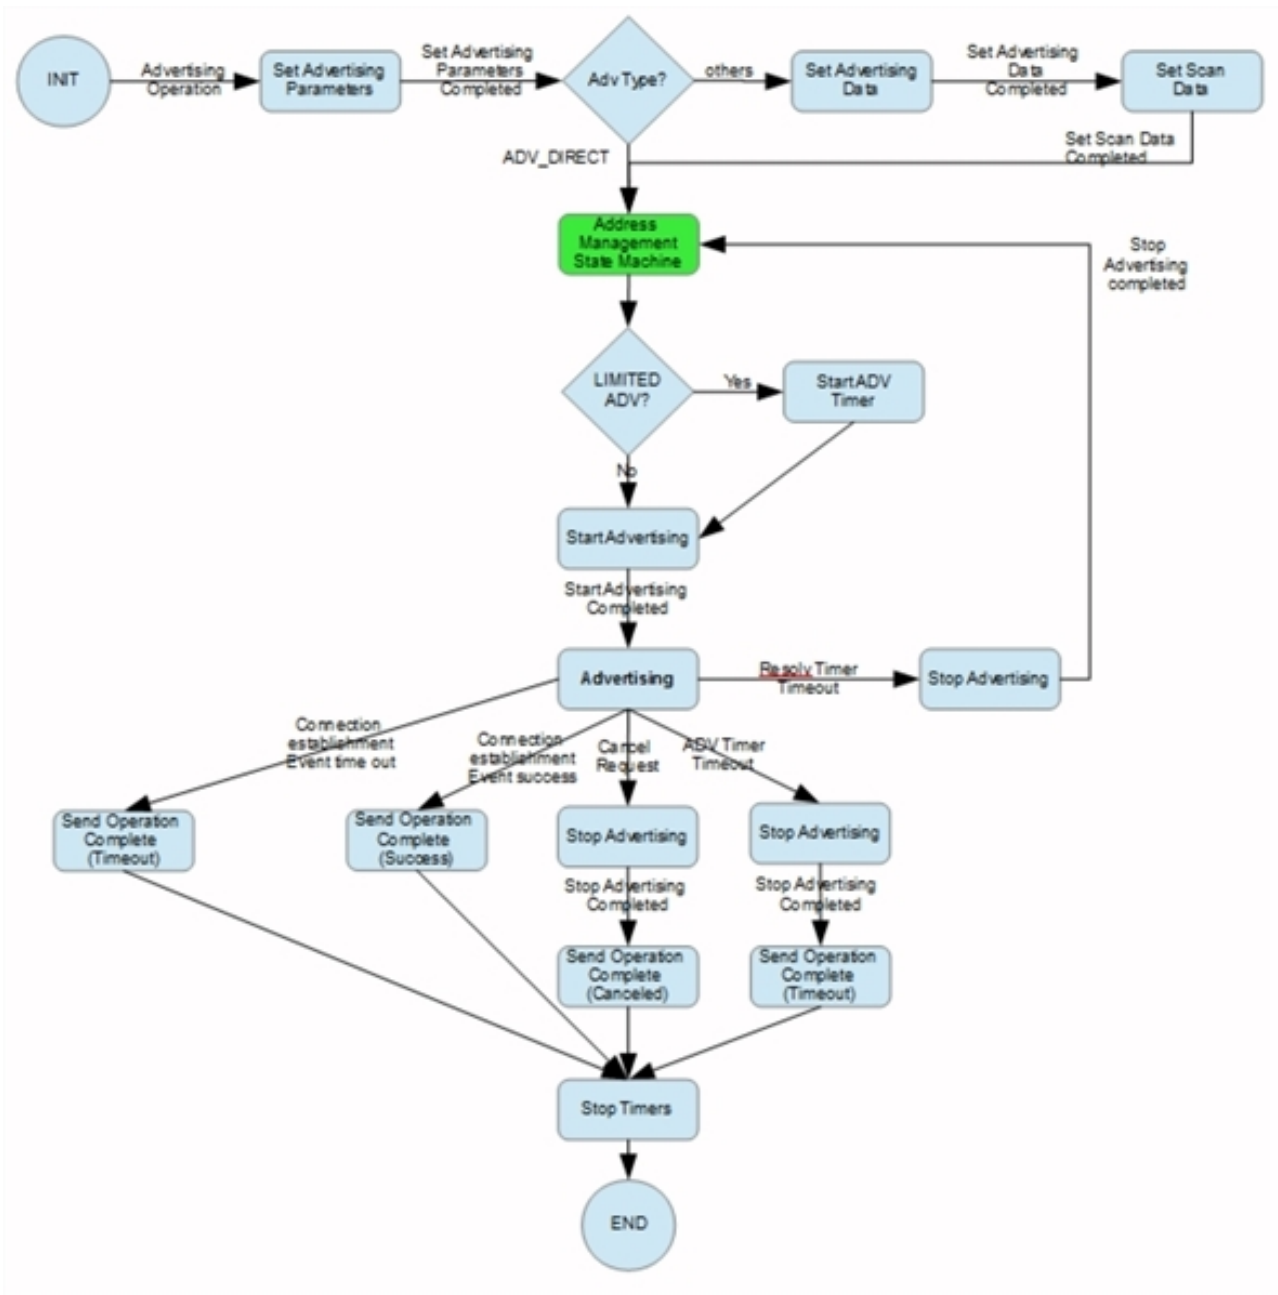 INIT
Advertising
Operation
Set Advertising
Parameters
Set Advertising
Parameters
Completed
Adv Type?
others
Set Advertising
Data
Set Advertising
Data
Completed
Set Scan
Data
ADV_DIRECT
Set Scan Data
Completed
Address
Management
State Machine
Stop
Advertising
completed
LIMITED
ADV?
Yes
Start ADV
Timer
No
Start Advertising
Start Advertising
Completed
Advertising
Resolv Timer
Timeout
Stop Advertising
Connection
establishment
Event time out
Connection
establishment
Event success
Cancel
Request
ADV Timer
Timeout
Send Operation
Complete
(Timeout)
Send Operation
Complete
(Success)
Stop Advertising
Stop Advertising
Stop Advertising
Completed
Stop Advertising
Completed
Send Operation
Complete
(Canceled)
Send Operation
Complete
(Timeout)
Stop Timers
END